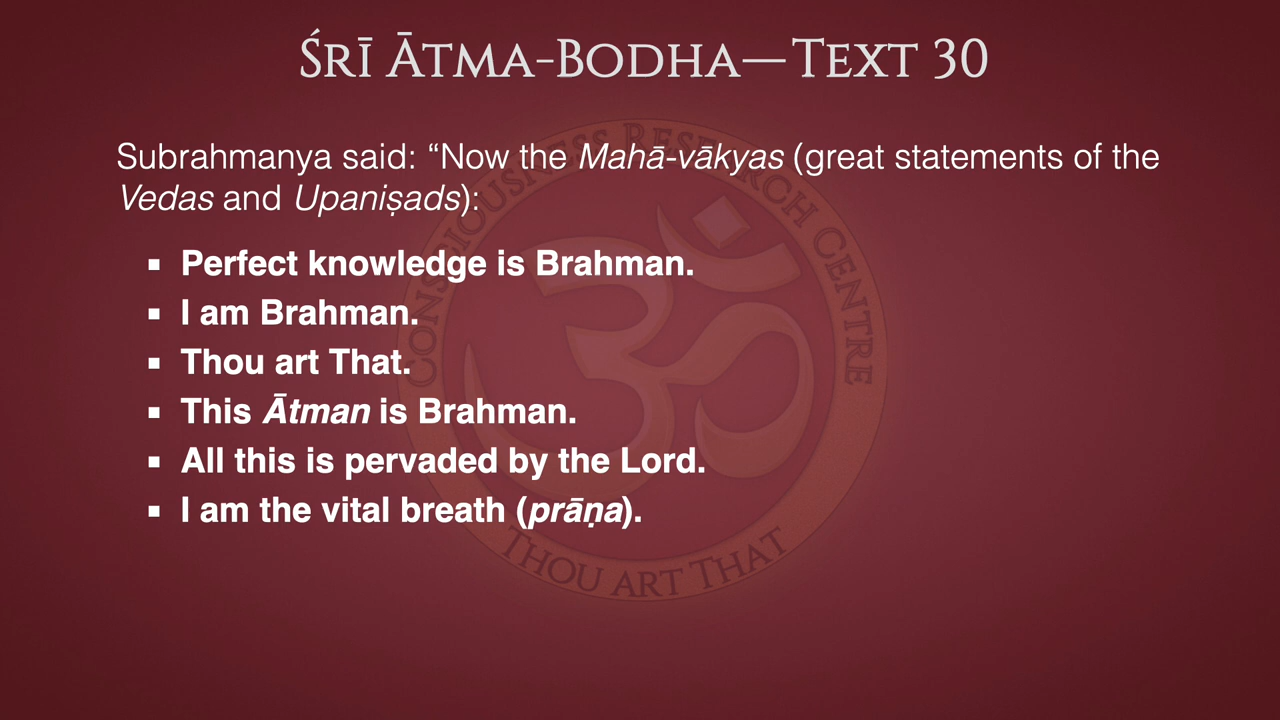 Śrī Ātma-Bodha—Text 30
Subrahmanya said: “Now the Mahā-vākyas (great statements of the
Vedas and Upaniṣads):
▪ Perfect knowledge is Brahman.
▪ I am Brahman.
▪ Thou art That.
▪ This Ātman is Brahman.
▪ All this is pervaded by the Lord.
▪ I am the vital breath (prāṇa).
Consciousness Research Centre
Thou Art That